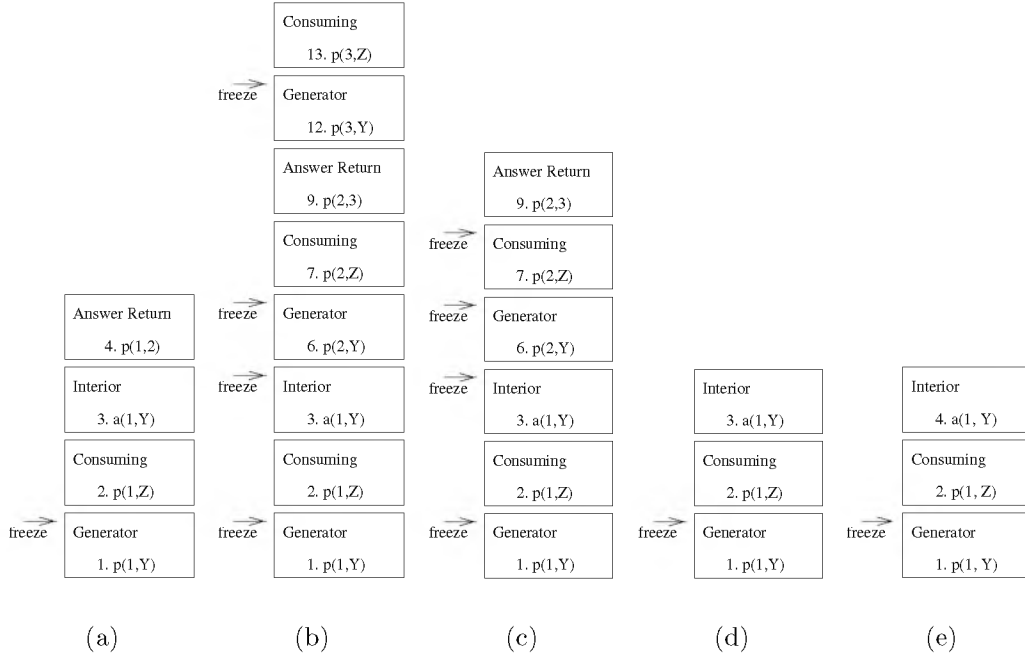 Answer Return
4. p(1,2)
Interior
3. a(1,Y)
Consuming
2. p(1,Z)
freeze
Generator
1. p(1,Y)
(a)
Consuming
13. p(3,Z)
freeze
Generator
12. p(3,Y)
Answer Return
9. p(2,3)
Consuming
7. p(2,Z)
freeze
Generator
6. p(2,Y)
freeze
Interior
3. a(1,Y)
Consuming
2. p(1,Z)
freeze
Generator
1. p(1,Y)
(b)
Answer Return
9. p(2,3)
freeze
Consuming
7. p(2,Z)
freeze
Generator
6. p(2,Y)
freeze
Interior
3. a(1,Y)
Consuming
2. p(1,Z)
freeze
Generator
1. p(1,Y)
(c)
Interior
3. a(1,Y)
Consuming
2. p(1,Z)
freeze
Generator
1. p(1,Y)
(d)
Interior
4. a(1, Y)
Consuming
2. p(1, Z)
freeze
Generator
1. p(1, Y)
(e)